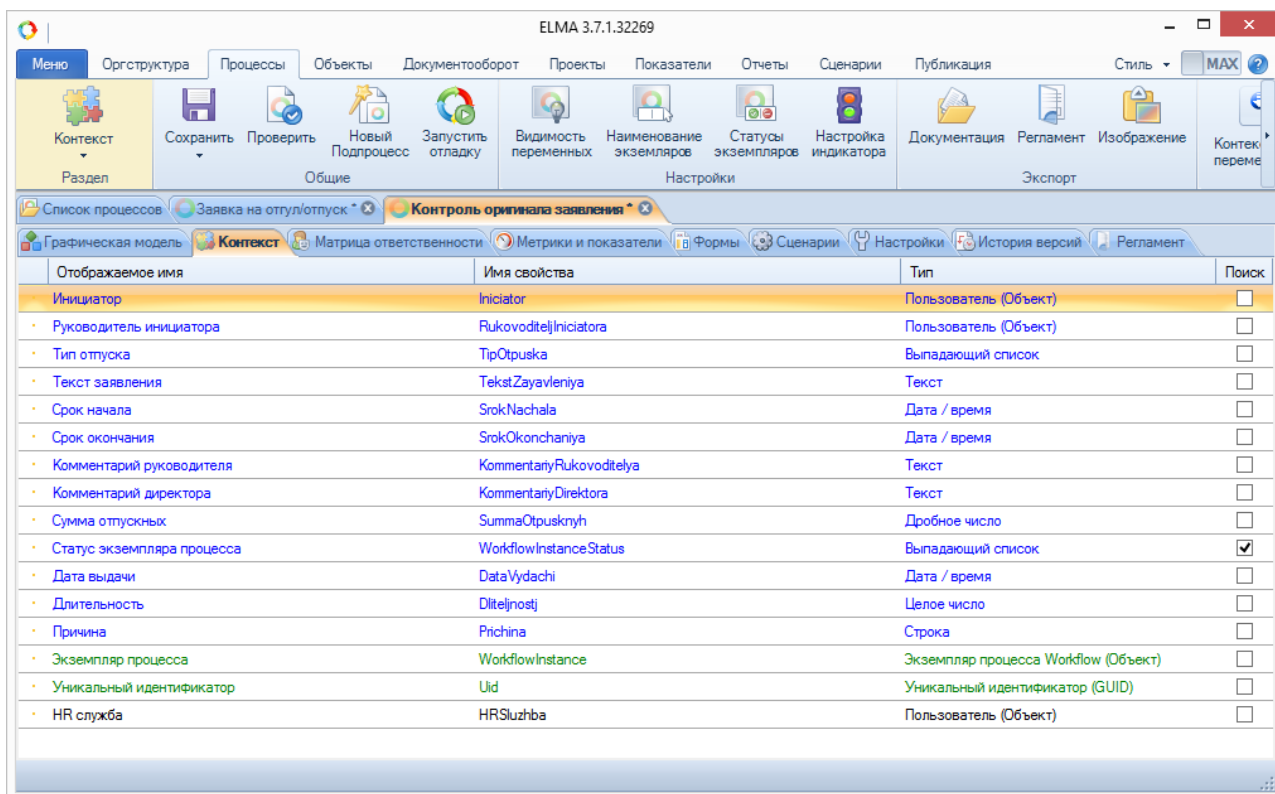 ELMA 3.7.1.32269
Меню Оргструктура Процессы Объекты Документооборот Проекты Показатели Отчеты Сценарии Публикация Стиль MAX
Контекст Сохранить Проверить Новый Подпроцесс Запустить отладку Видимость переменных Наименование экземляров Статусы экземпляров Настройка индикатора Документация Регламент Изображение
Раздел Общие Настройки Экспорт
Список процессов Заявка на отгул/отпуск * Контроль оригинала заявления *
Графическая модель Контекст Матрица ответственности Метрики и показатели Формы Сценарии Настройки История версий Регламент
Отображаемое имя Имя свойства Тип Поиск
Инициатор Iniciator Пользователь (Объект)
Руководитель инициатора RukovoditeljIniciatora Пользователь (Объект)
Тип отпуска TipOtpuska Выпадающий список
Текст заявления TekstZayavleniya Текст
Срок начала SrokNachala Дата / время
Срок окончания SrokOkonchaniya Дата / время
Комментарий руководителя KommentariyRukovoditelya Текст
Комментарий директора KommentariyDirektora Текст
Сумма отпускных SummaOtpusknyh Дробное число
Статус экземпляра процесса WorkflowInstanceStatus Выпадающий список
Дата выдачи DataVydachi Дата / время
Длительность Dliteljnostj Целое число
Причина Prichina Строка
Экземпляр процесса WorkflowInstance Экземпляр процесса Workflow (Объект)
Уникальный идентификатор Uid Уникальный идентификатор (GUID)
HR служба HRSluzhba Пользователь (Объект)